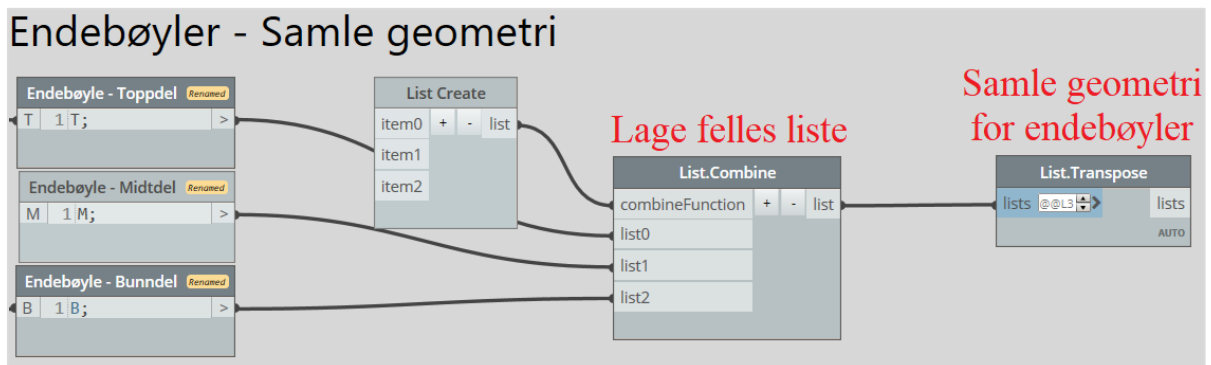 Endebøyler - Samle geometri
Endebøyle - Toppdel Renamed
T 1 T; >
Endebøyle - Midtdel Renamed
M 1 M; >
Endebøyle - Bunndel Renamed
B 1 B; >
List Create
item0 + - list
item1
item2
Lage felles liste
List.Combine
combineFunction + - list
list0
list1
list2
Samle geometri
for endebøyler
List.Transpose
lists @@L3 > lists
AUTO